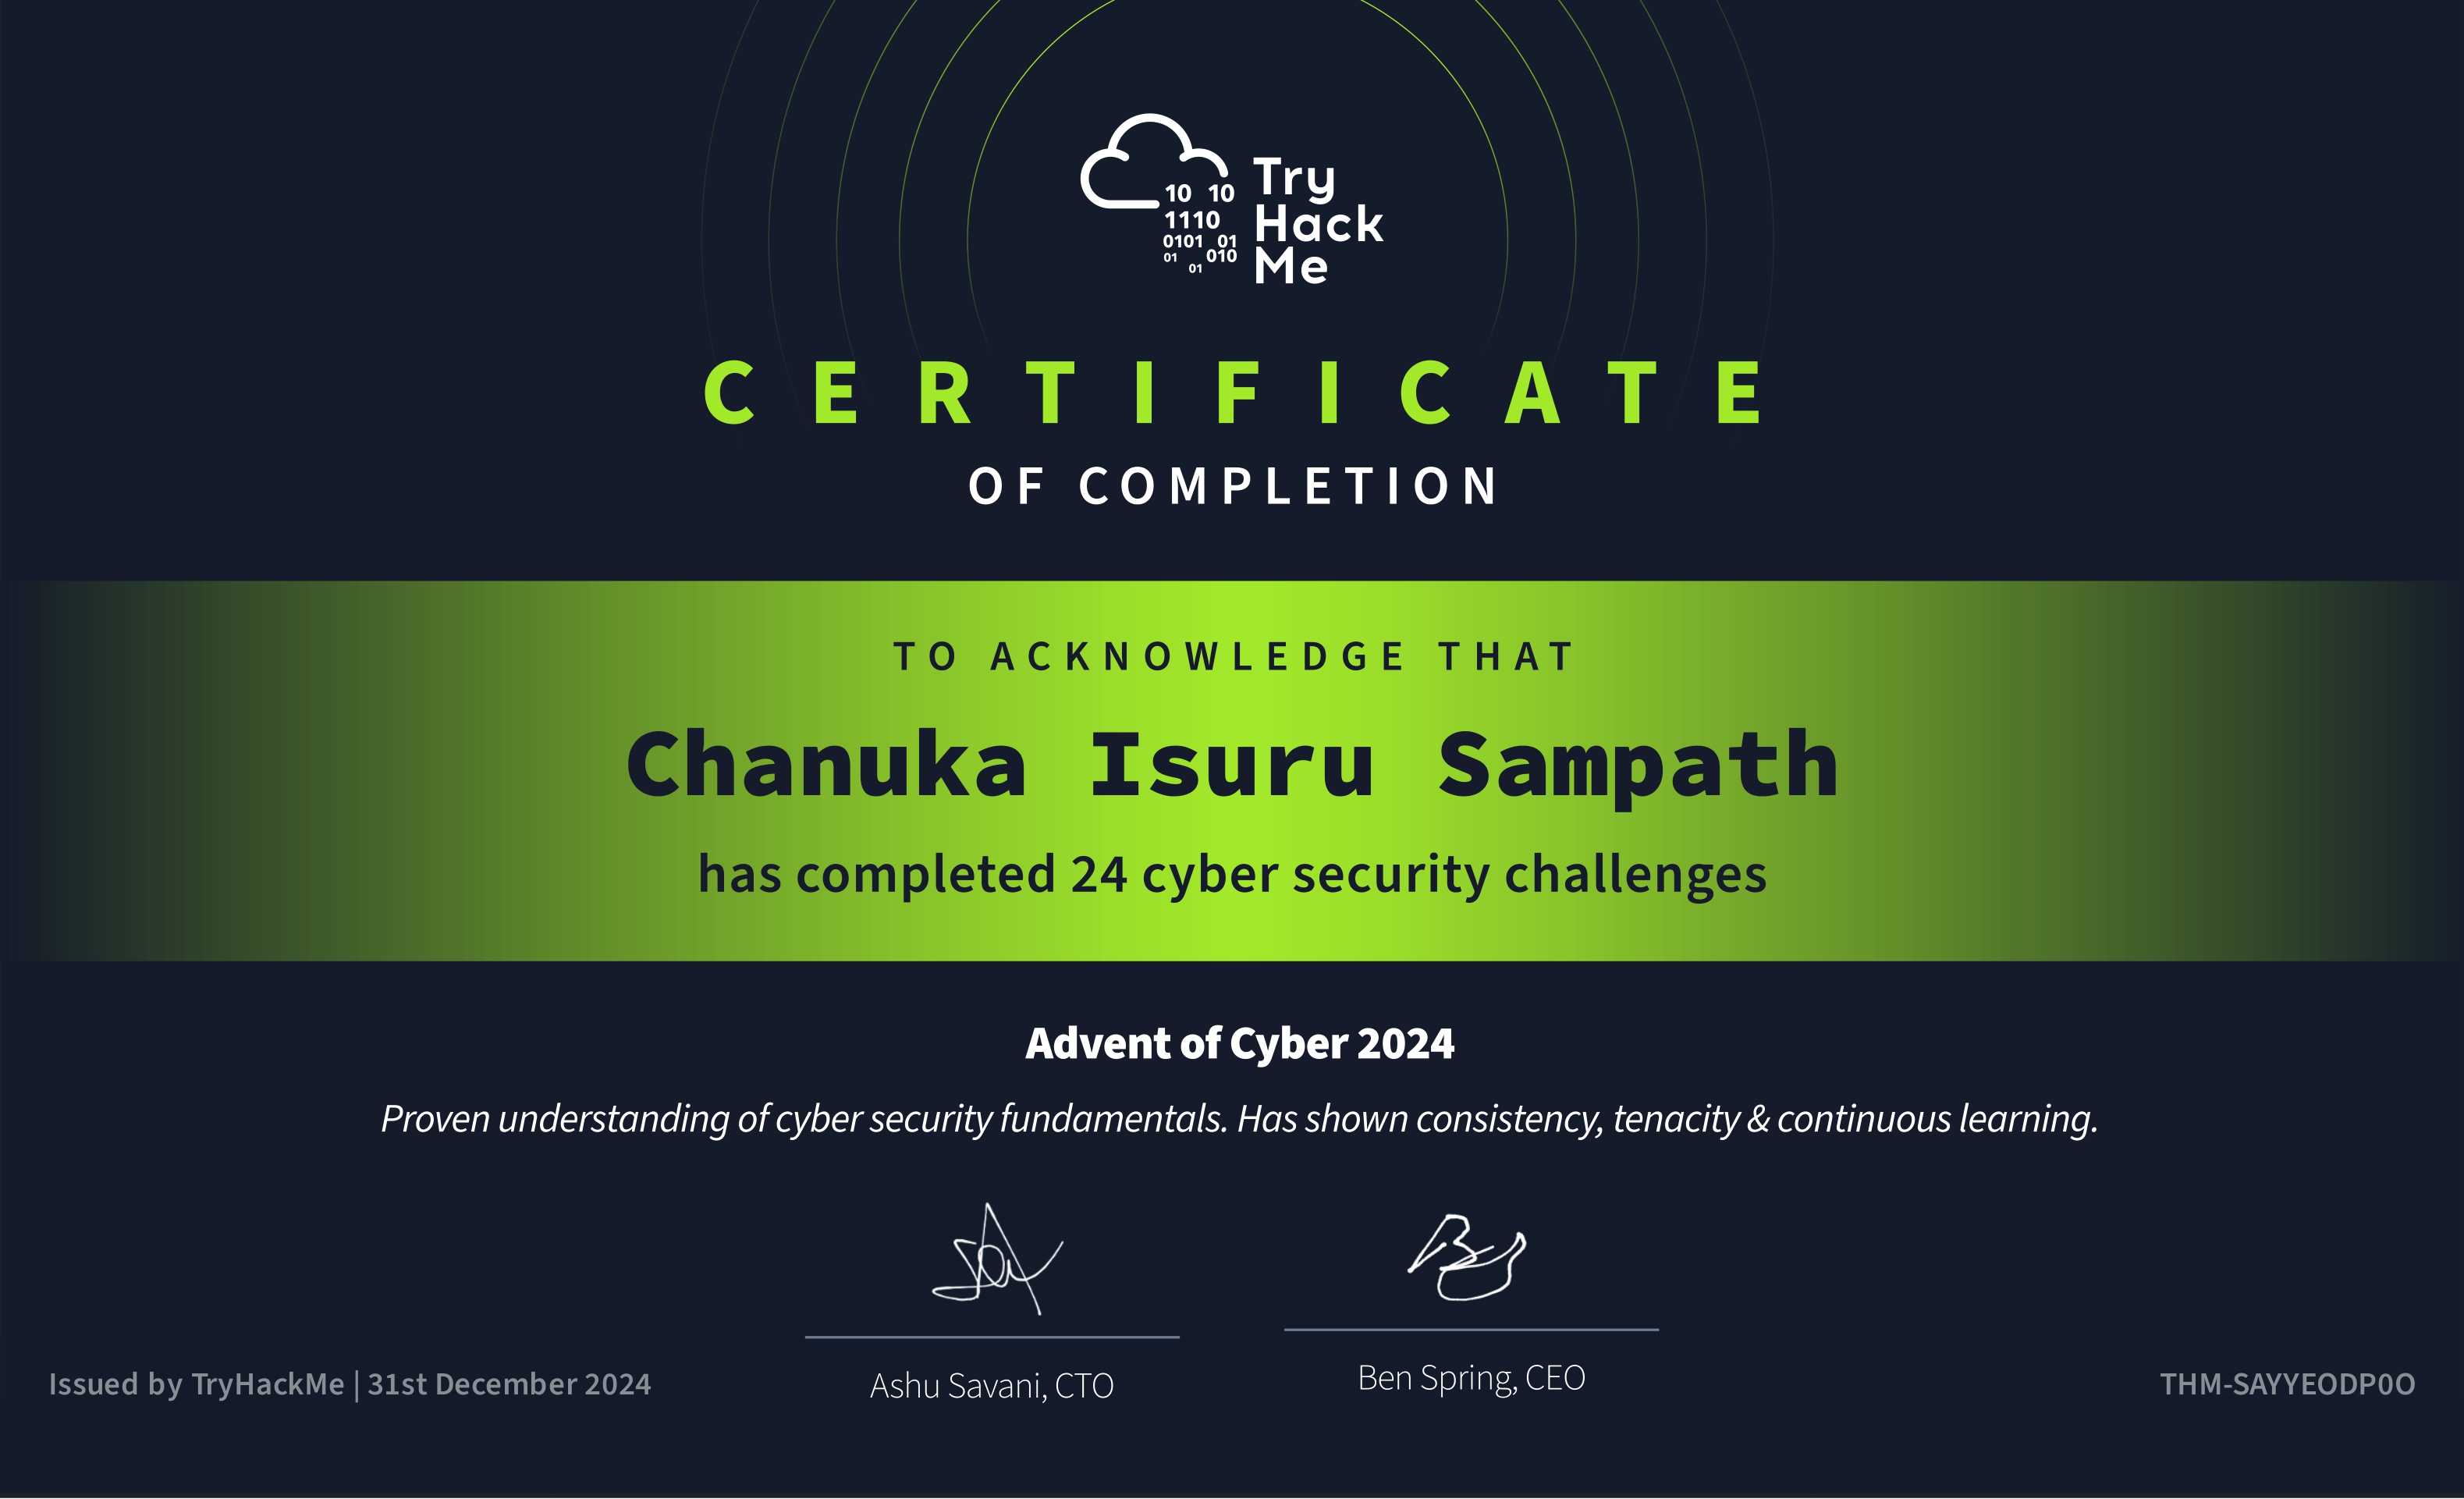 10 10
1110
0101 01
01 010
01
Try
Hack
Me
CERTIFICATE
OF COMPLETION
TO ACKNOWLEDGE THAT
Chanuka Isuru Sampath
has completed 24 cyber security challenges
Advent of Cyber 2024
Proven understanding of cyber security fundamentals. Has shown consistency, tenacity & continuous learning.
Issued by TryHackMe | 31st December 2024
Ashu Savani, CTO
Ben Spring, CEO
THM-SAYYEODP0O